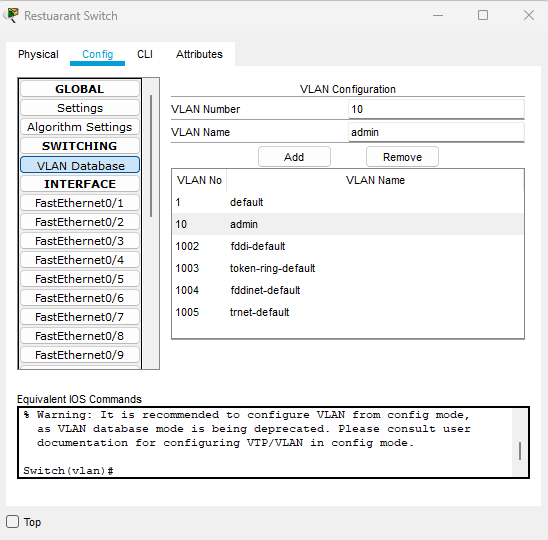 Restuarant Switch
Physical Config CLI Attributes
GLOBAL
Settings
Algorithm Settings
SWITCHING
VLAN Database
INTERFACE
FastEthernet0/1
FastEthernet0/2
FastEthernet0/3
FastEthernet0/4
FastEthernet0/5
FastEthernet0/6
FastEthernet0/7
FastEthernet0/8
FastEthernet0/9
VLAN Configuration
VLAN Number 10
VLAN Name admin
Add Remove
VLAN No VLAN Name
1 default
10 admin
1002 fddi-default
1003 token-ring-default
1004 fddinet-default
1005 trnet-default
Equivalent IOS Commands
% Warning: It is recommended to configure VLAN from config mode,
as VLAN database mode is being deprecated. Please consult user
documentation for configuring VTP/VLAN in config mode.
Switch(vlan)#
Top